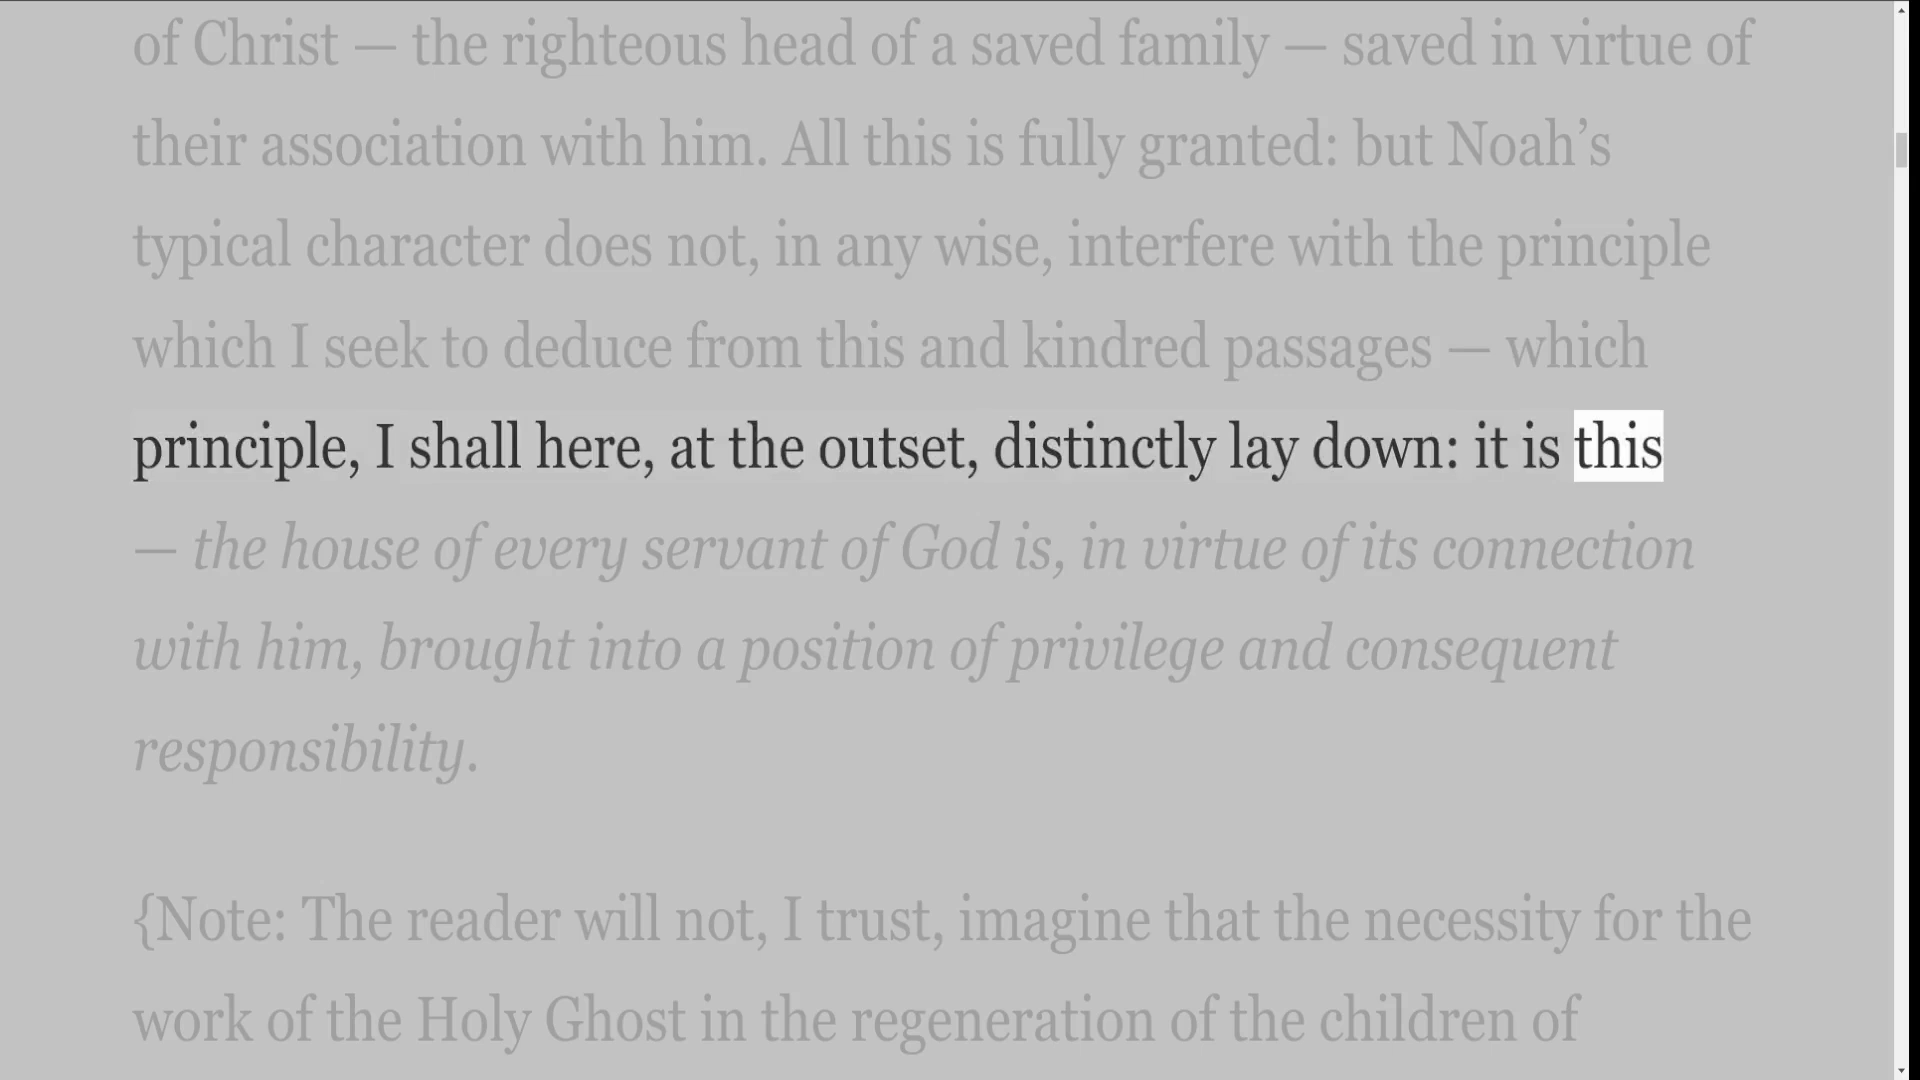 of Christ — the righteous head of a saved family — saved in virtue of
their association with him. All this is fully granted: but Noah’s
typical character does not, in any wise, interfere with the principle
which I seek to deduce from this and kindred passages — which
principle, I shall here, at the outset, distinctly lay down: it is this
— the house of every servant of God is, in virtue of its connection
with him, brought into a position of privilege and consequent
responsibility.
{Note: The reader will not, I trust, imagine that the necessity for the
work of the Holy Ghost in the regeneration of the children of